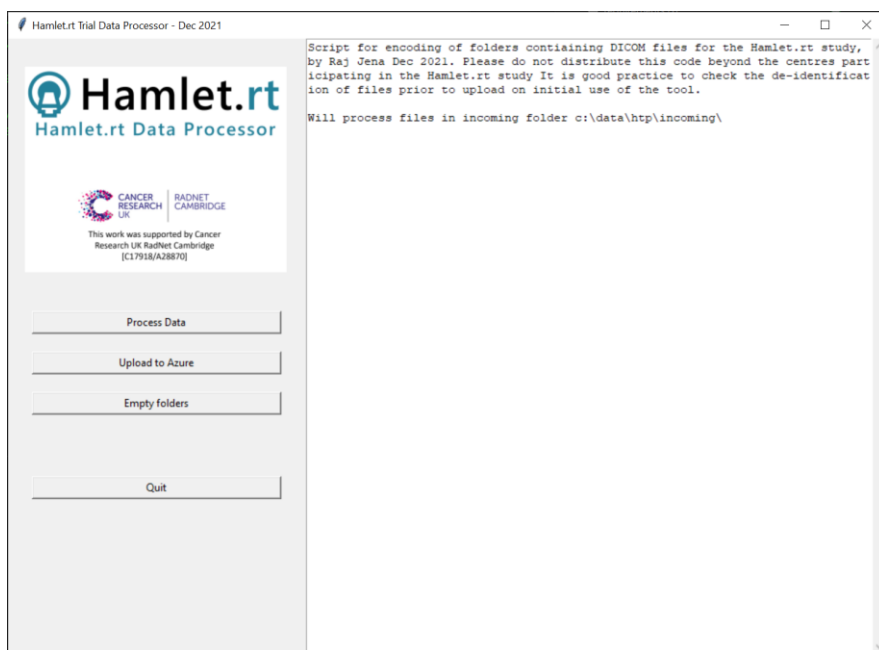 Hamlet.rt Trial Data Processor - Dec 2021
Hamlet.rt
Hamlet.rt Data Processor
CANCER
RESEARCH
UK
RADNET
CAMBRIDGE
This work was supported by Cancer
Research UK RadNet Cambridge
[C17918/A28870]
Process Data
Upload to Azure
Empty folders
Quit
Script for encoding of folders contiaining DICOM files for the Hamlet.rt study,
by Raj Jena Dec 2021. Please do not distribute this code beyond the centres part
icipating in the Hamlet.rt study It is good practice to check the de-identificat
ion of files prior to upload on initial use of the tool.
Will process files in incoming folder c:\data\htp\incoming\